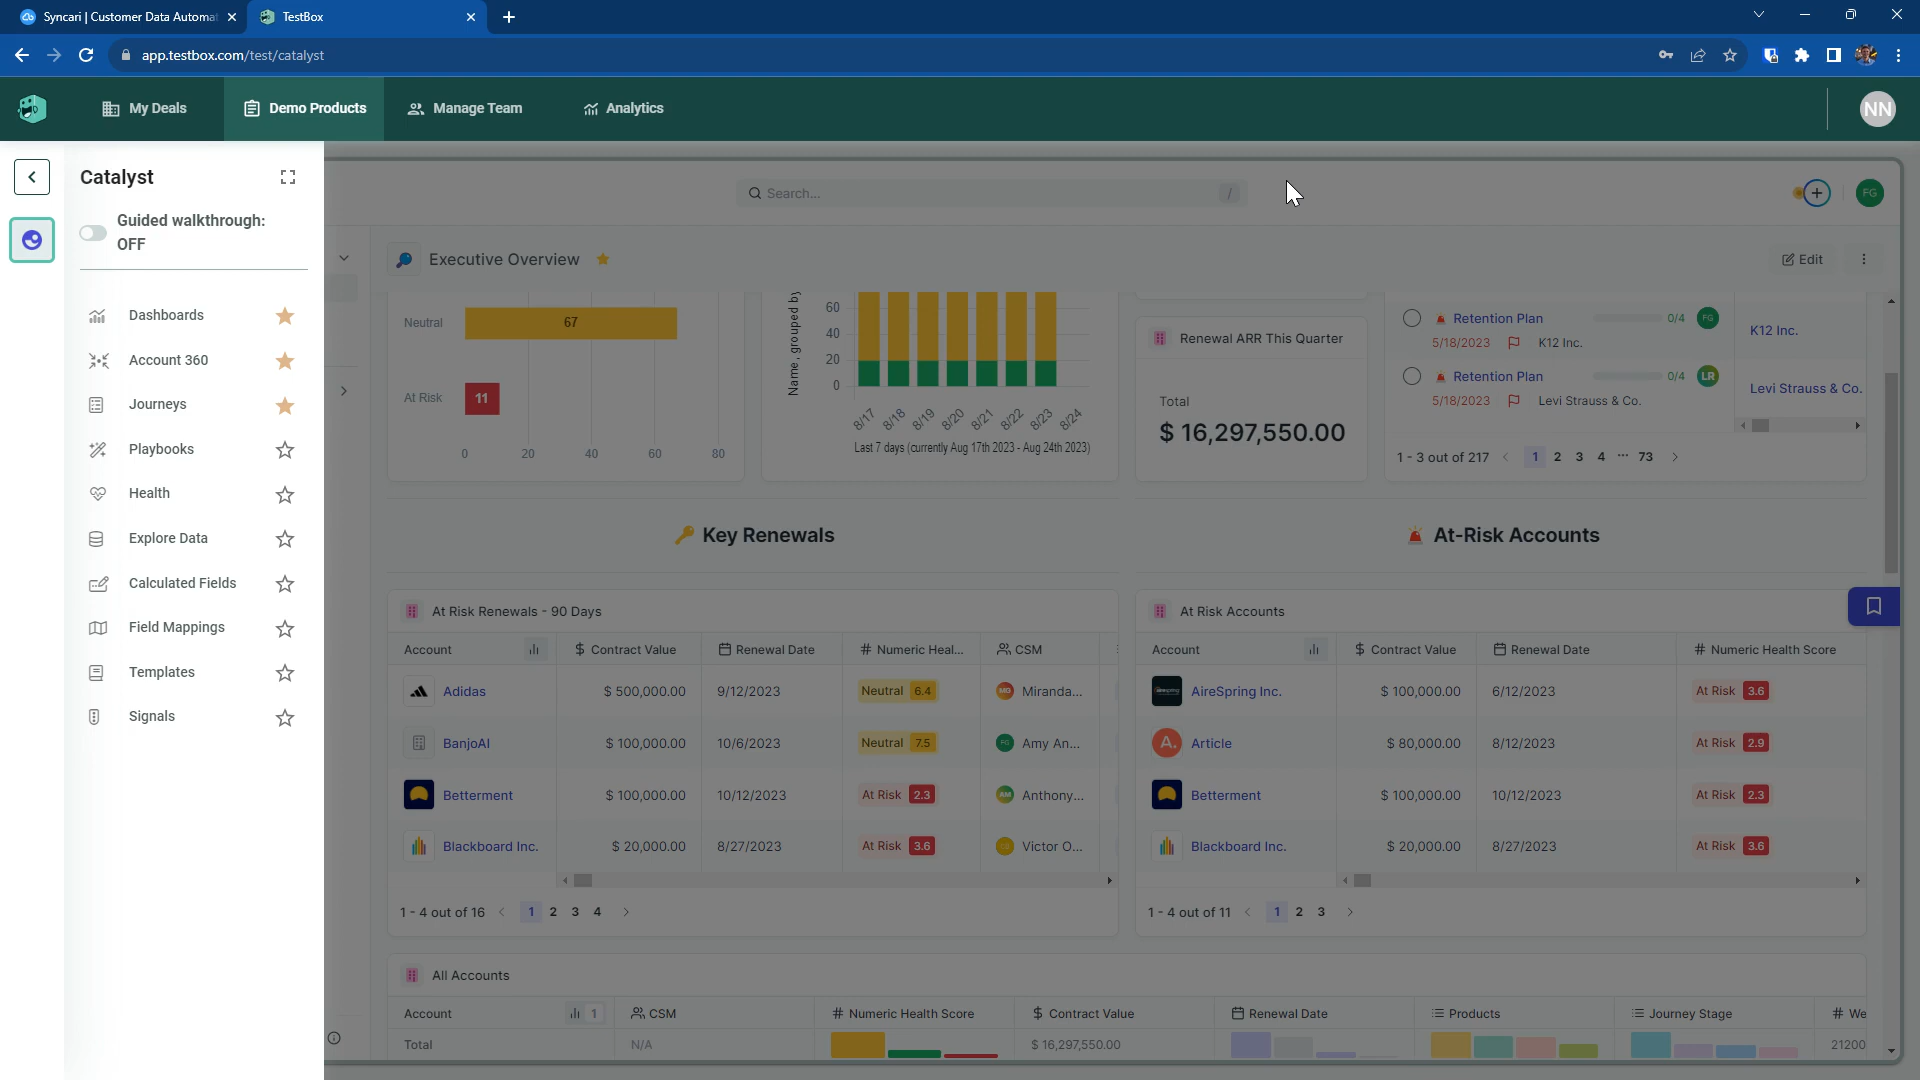 Syncari | Customer Data Automat
TestBox
app.testbox.com/test/catalyst
My Deals
Demo Products
Manage Team
Analytics
NN
Catalyst
Guided walkthrough:
OFF
Dashboards
Account 360
Journeys
Playbooks
Health
Explore Data
Calculated Fields
Field Mappings
Templates
Signals
Search...
/
FG
Executive Overview
Edit
Neutral
67
At Risk
11
0 20 40 60 80
Name, grouped by
60
40
20
0
8/17 8/18 8/19 8/20 8/21 8/22 8/23 8/24
Last 7 days (currently Aug 17th 2023 - Aug 24th 2023)
Renewal ARR This Quarter
Total
$ 16,297,550.00
Retention Plan 0/4 FG
5/18/2023 K12 Inc.
K12 Inc.
Retention Plan 0/4 LR
5/18/2023 Levi Strauss & Co.
Levi Strauss & Co.
1 - 3 out of 217 1 2 3 4 ... 73
Key Renewals
At-Risk Accounts
At Risk Renewals - 90 Days
Account $ Contract Value Renewal Date # Numeric Heal... CSM
Adidas $ 500,000.00 9/12/2023 Neutral 6.4 MG Miranda...
BanjoAI $ 100,000.00 10/6/2023 Neutral 7.5 FG Amy An...
Betterment $ 100,000.00 10/12/2023 At Risk 2.3 AM Anthony...
Blackboard Inc. $ 20,000.00 8/27/2023 At Risk 3.6 Victor O...
1 - 4 out of 16 1 2 3 4
At Risk Accounts
Account $ Contract Value Renewal Date # Numeric Health Score
AireSpring Inc. $ 100,000.00 6/12/2023 At Risk 3.6
A. Article $ 80,000.00 8/12/2023 At Risk 2.9
Betterment $ 100,000.00 10/12/2023 At Risk 2.3
Blackboard Inc. $ 20,000.00 8/27/2023 At Risk 3.6
1 - 4 out of 11 1 2 3
All Accounts
Account 1 CSM # Numeric Health Score $ Contract Value Renewal Date Products Journey Stage # We
Total N/A $ 16,297,550.00 21200